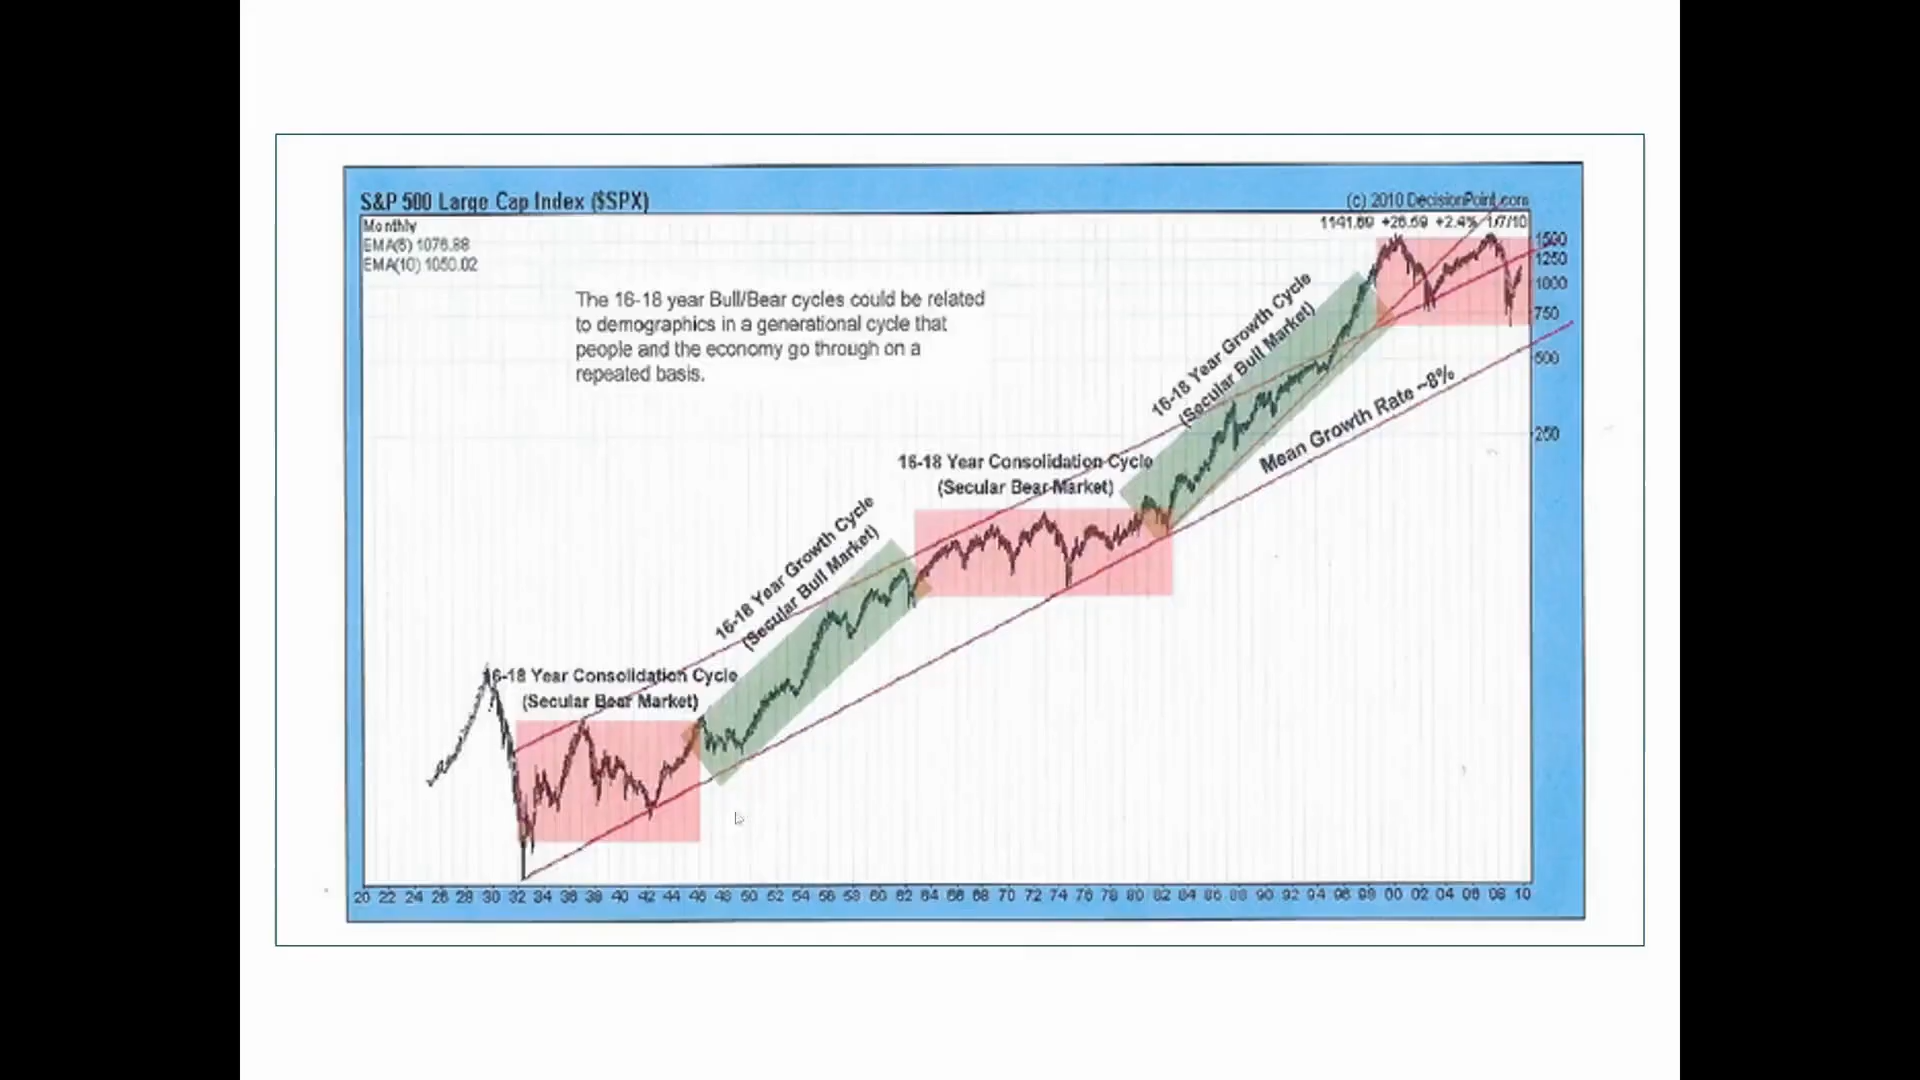 S&P 500 Large Cap Index ($SPX)
(c) 2010 DecisionPoint.com
Monthly
1141.69 +26.59 +2.4% 1/7/10
EMA(6) 1076.88
EMA(10) 1050.02
The 16-18 year Bull/Bear cycles could be related
to demographics in a generational cycle that
people and the economy go through on a
repeated basis.
16-18 Year Growth Cycle
(Secular Bull Market)
1500
1250
1000
750
500
250
Mean Growth Rate ~8%
16-18 Year Consolidation Cycle
(Secular Bear Market)
16-18 Year Growth Cycle
(Secular Bull Market)
16-18 Year Consolidation Cycle
(Secular Bear Market)
20 22 24 26 28 30 32 34 36 38 40 42 44 46 48 50 52 54 56 58 60 62 64 66 68 70 72 74 76 78 80 82 84 86 88 90 92 94 96 98 00 02 04 06 08 10